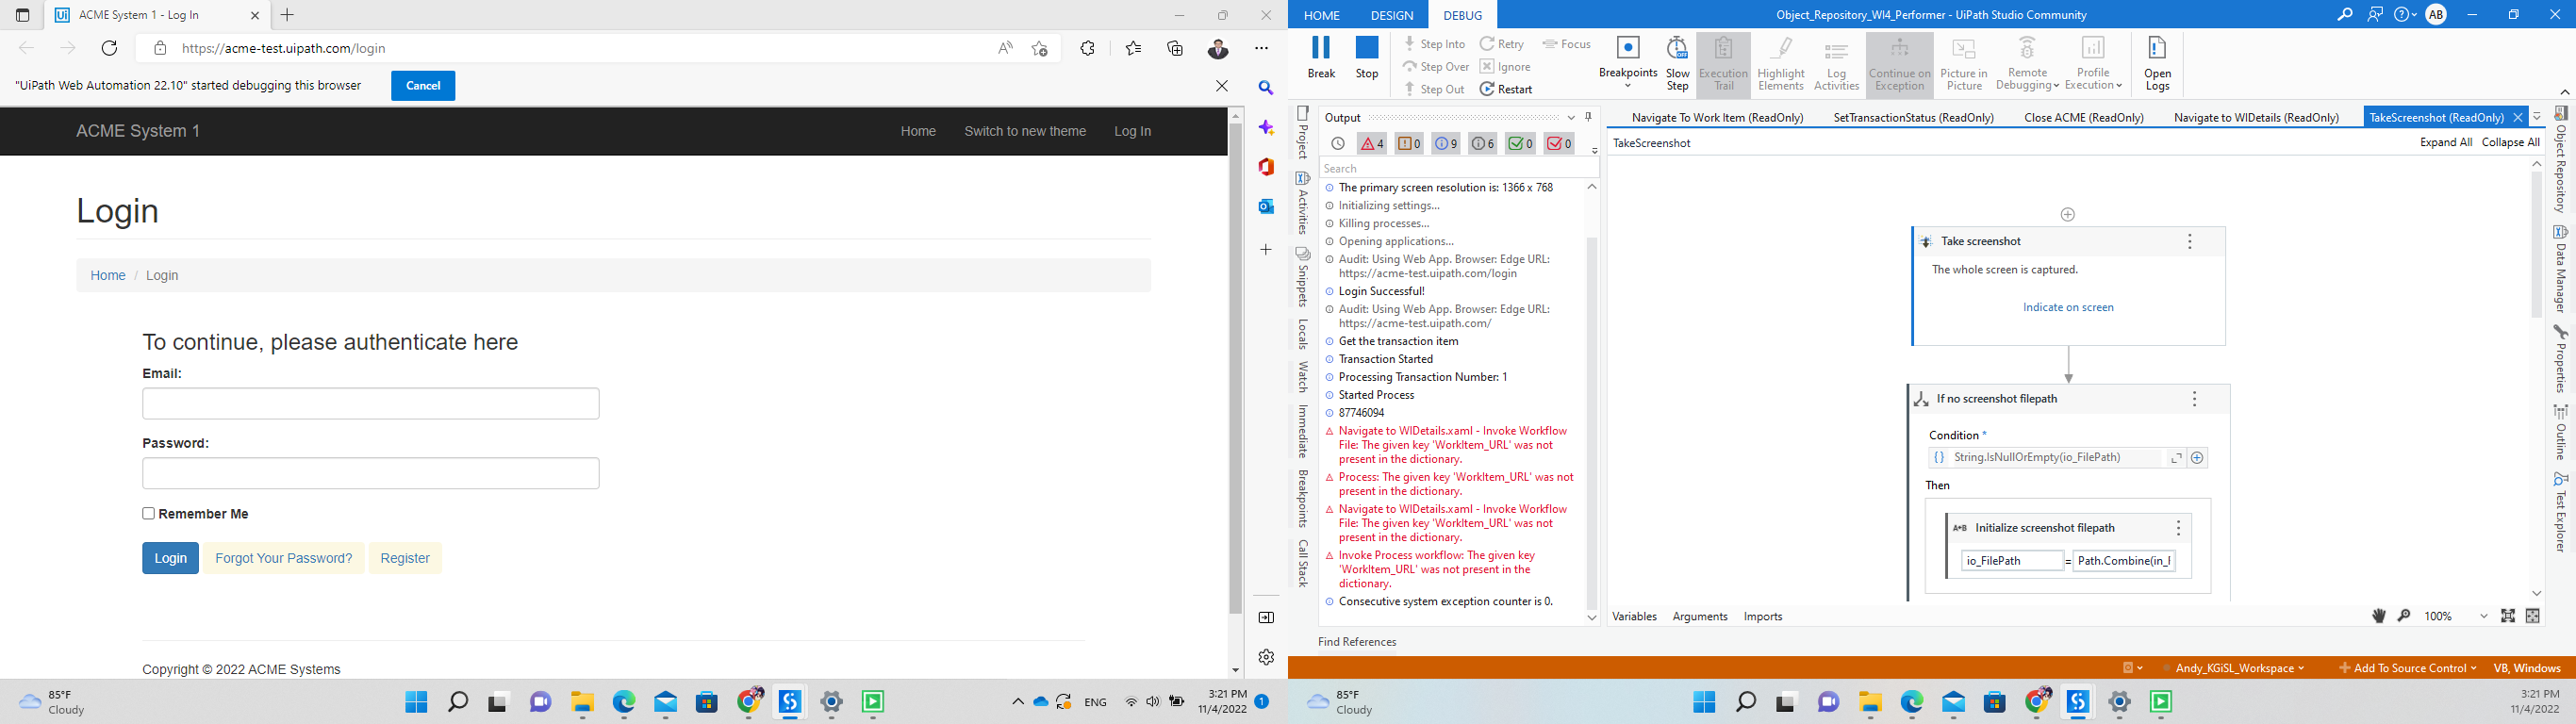 ACME System 1 - Log In
https://acme-test.uipath.com/login
"UiPath Web Automation 22.10" started debugging this browser
Cancel
ACME System 1
Home
Switch to new theme
Log In
Login
Home / Login
To continue, please authenticate here
Email:
Password:
Remember Me
Login
Forgot Your Password?
Register
Copyright © 2022 ACME Systems
85°F
Cloudy
ENG
3:21 PM
11/4/2022
1
HOME
DESIGN
DEBUG
Object_Repository_WI4_Performer - UiPath Studio Community
AB
Break
Stop
Step Into
Step Over
Step Out
Retry
Ignore
Restart
Focus
Breakpoints
Slow
Step
Execution
Trail
Highlight
Elements
Log
Activities
Continue on
Exception
Picture in
Picture
Remote
Debugging
Profile
Execution
Open
Logs
Project
Activities
Snippets
Locals
Watch
Immediate
Breakpoints
Call Stack
Output
4
0
9
6
0
0
Search
The primary screen resolution is: 1366 x 768
Initializing settings...
Killing processes...
Opening applications...
Audit: Using Web App. Browser: Edge URL:
https://acme-test.uipath.com/login
Login Successful!
Audit: Using Web App. Browser: Edge URL:
https://acme-test.uipath.com/
Get the transaction item
Transaction Started
Processing Transaction Number: 1
Started Process
87746094
Navigate to WIDetails.xaml - Invoke Workflow
File: The given key 'WorkItem_URL' was not
present in the dictionary.
Process: The given key 'WorkItem_URL' was not
present in the dictionary.
Navigate to WIDetails.xaml - Invoke Workflow
File: The given key 'WorkItem_URL' was not
present in the dictionary.
Invoke Process workflow: The given key
'WorkItem_URL' was not present in the
dictionary.
Consecutive system exception counter is 0.
Find References
Navigate To Work Item (ReadOnly)
SetTransactionStatus (ReadOnly)
Close ACME (ReadOnly)
Navigate to WIDetails (ReadOnly)
TakeScreenshot (ReadOnly)
TakeScreenshot
Expand All
Collapse All
Take screenshot
The whole screen is captured.
Indicate on screen
If no screenshot filepath
Condition *
String.IsNullOrEmpty(io_FilePath)
Then
A*B Initialize screenshot filepath
io_FilePath = Path.Combine(in_F
Variables
Arguments
Imports
100%
Object Repository
Data Manager
Properties
Outline
Test Explorer
Andy_KGiSL_Workspace
Add To Source Control
VB, Windows
85°F
Cloudy
3:21 PM
11/4/2022